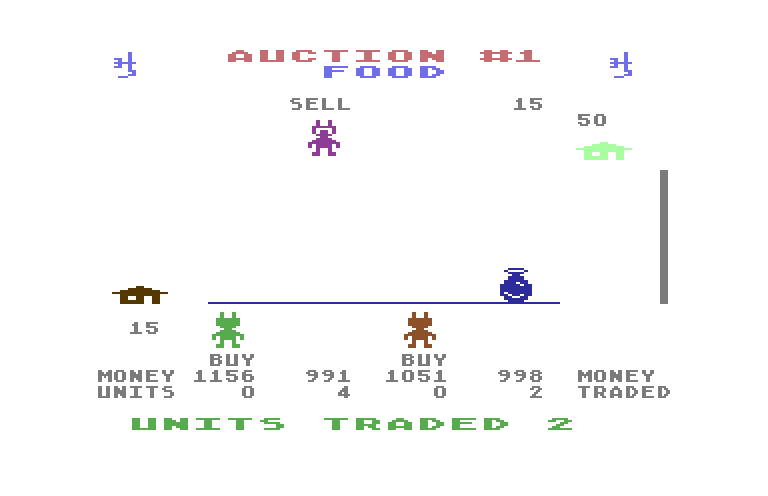 AUCTION #1
FOOD
SELL 15
50
15
BUY BUY
MONEY 1156 991 1051 998 MONEY
UNITS 0 4 0 2 TRADED
UNITS TRADED 2